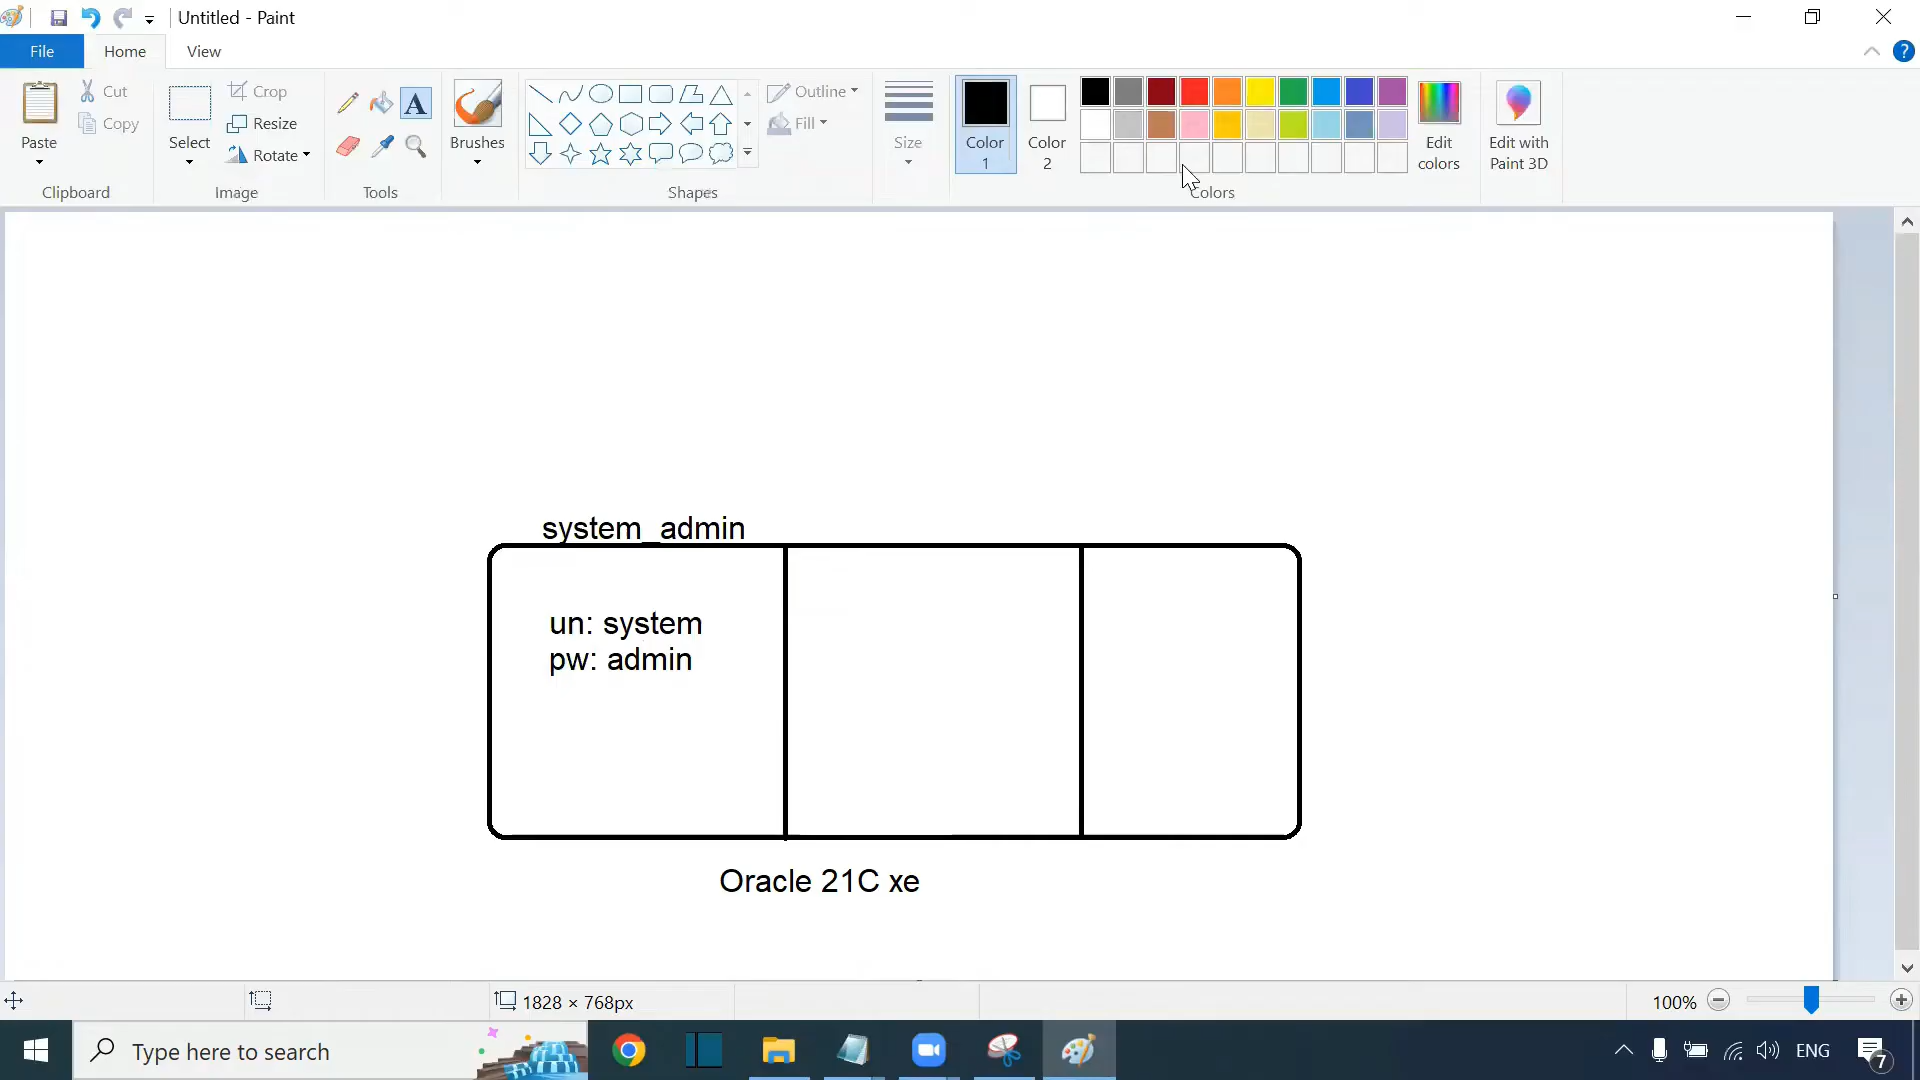 Untitled - Paint
File
Home
View
Paste
Cut
Copy
Clipboard
Select
Crop
Resize
Rotate
Image
A
Tools
Brushes
Shapes
Outline
Fill
Size
Color 1
Color 2
Colors
Edit colors
Edit with Paint 3D
?
system_admin
un: system
pw: admin
Oracle 21C xe
1828 × 768px
100%
Type here to search
ENG
7